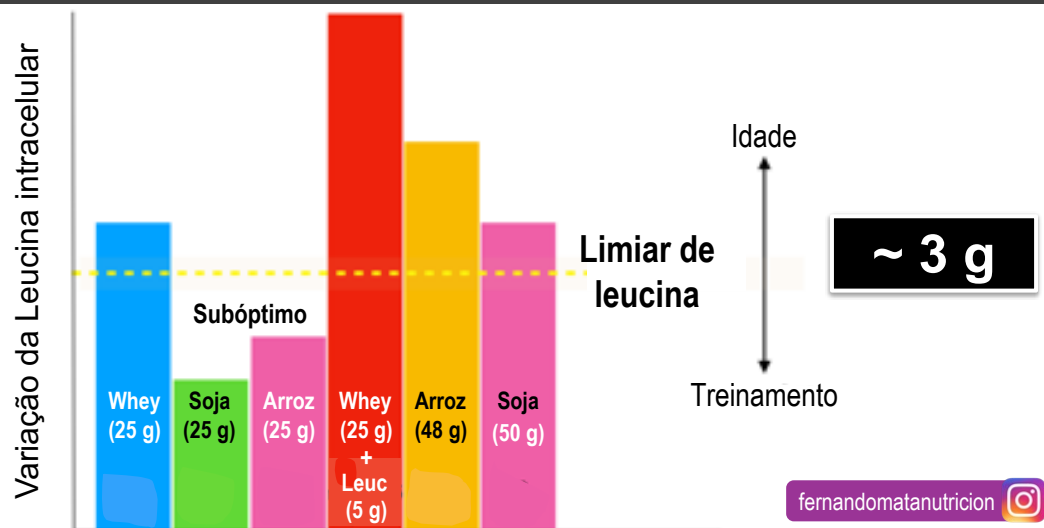 Variação da Leucina intracelular
Idade
Limiar de
leucina
~ 3 g
Subóptimo
Treinamento
Whey
(25 g)
Soja
(25 g)
Arroz
(25 g)
Whey
(25 g)
+
Leuc
(5 g)
Arroz
(48 g)
Soja
(50 g)
fernandomatanutricion